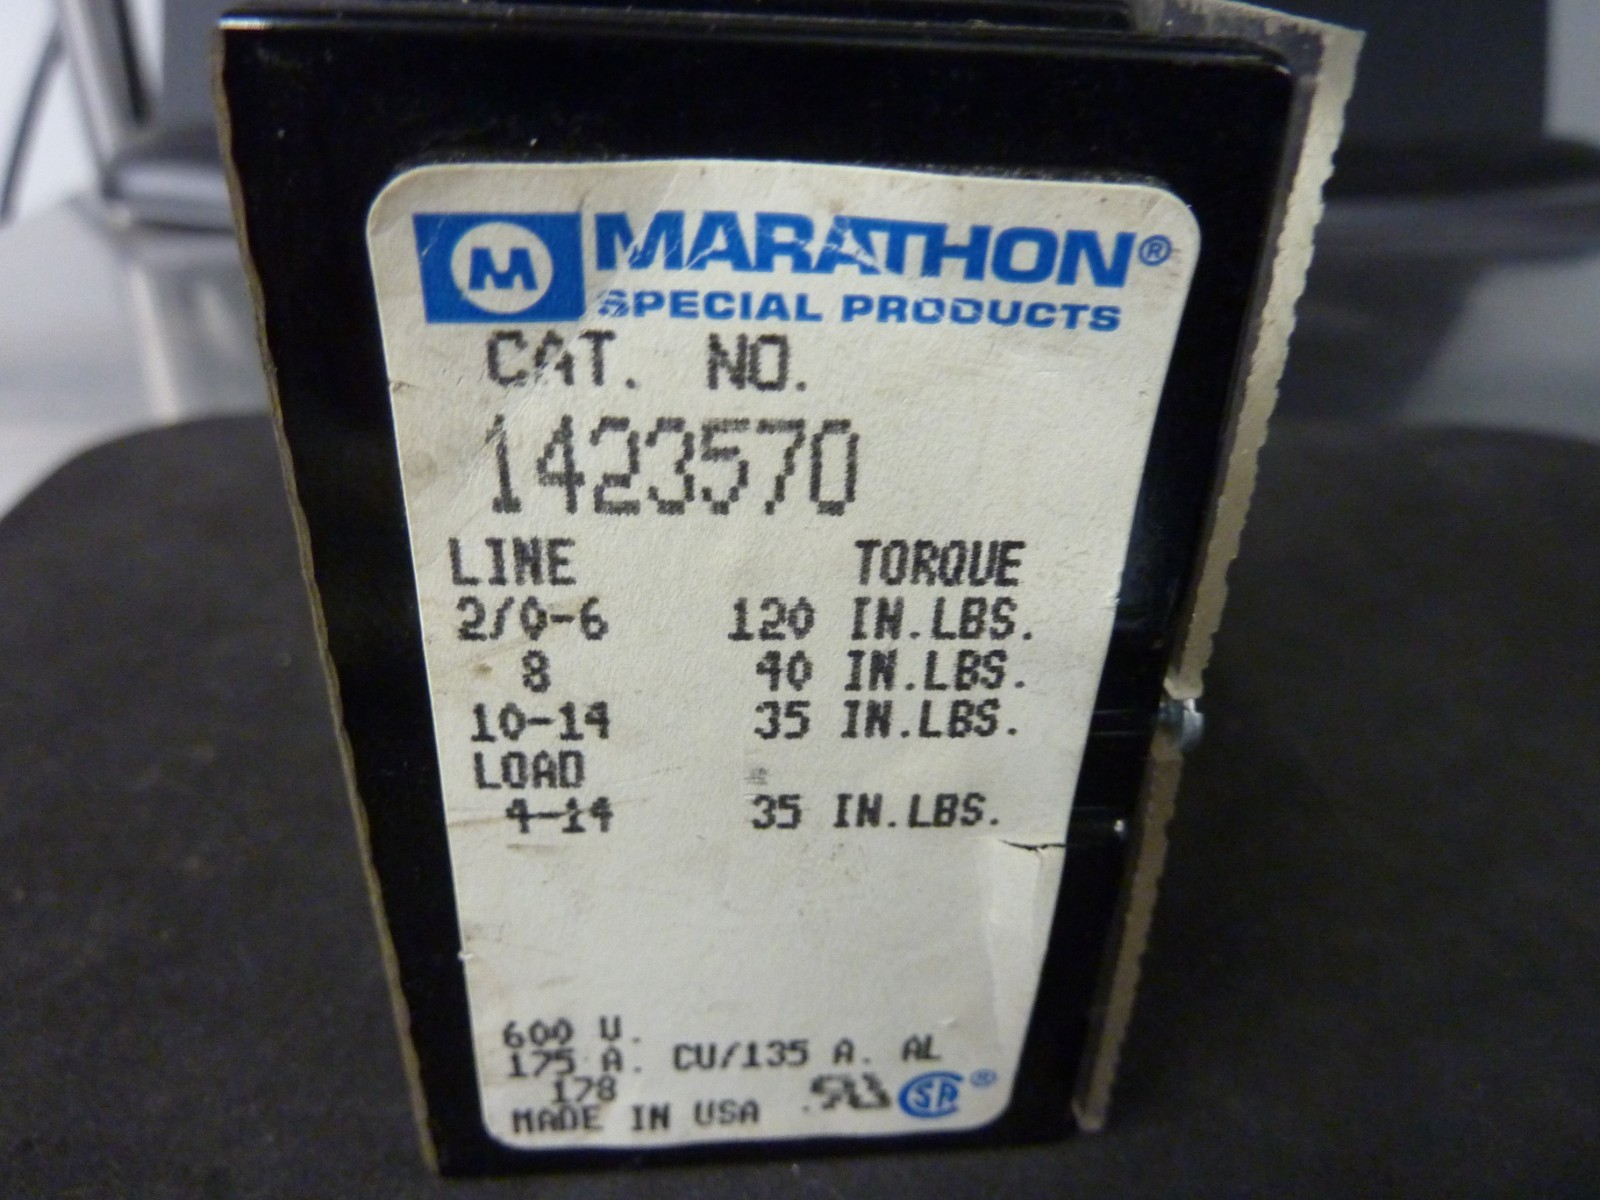 M MARATHON®
SPECIAL PRODUCTS
CAT. NO.
1423570
LINE TORQUE
2/0-6 120 IN.LBS.
8 40 IN.LBS.
10-14 35 IN.LBS.
LOAD
4-14 35 IN.LBS.
600 V.
175 A. CU/135 A. AL
178
MADE IN USA UL SA ®